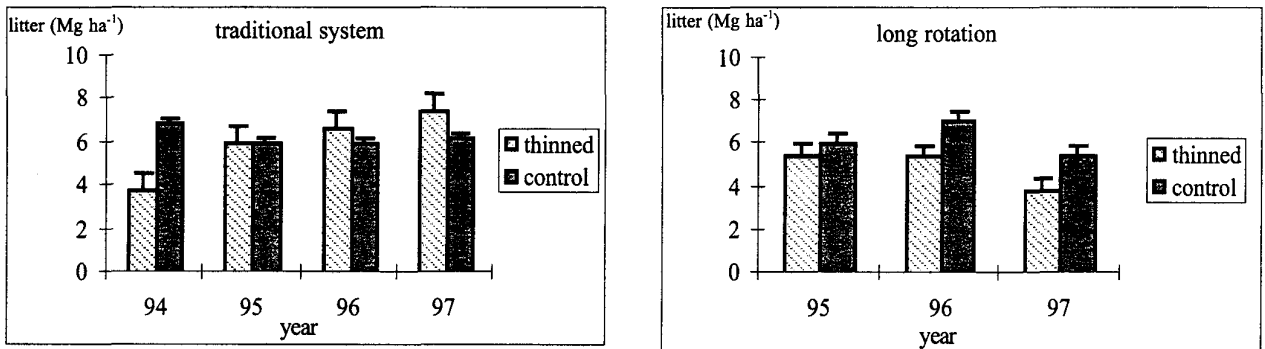 litter (Mg ha⁻¹)
traditional system
10
8
6
4
2
0
94 95 96 97
year
thinned
control
litter (Mg ha⁻¹)
long rotation
10
8
6
4
2
0
95 96 97
year
thinned
control